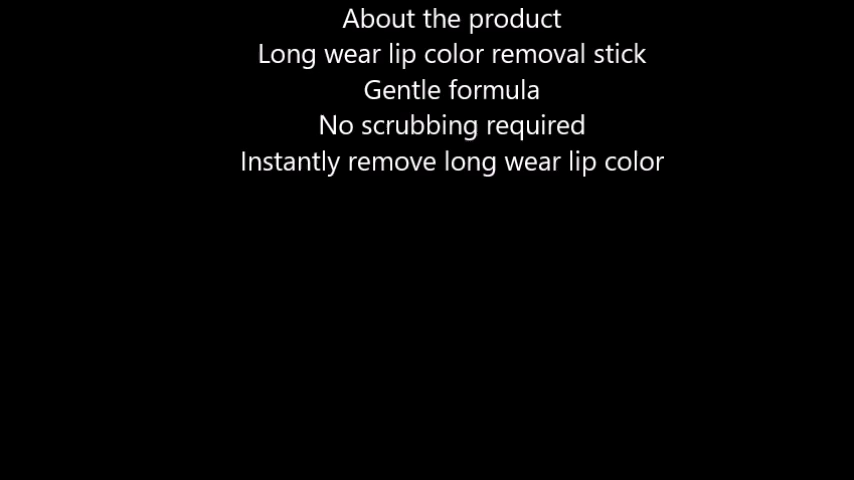 About the product
Long wear lip color removal stick
Gentle formula
No scrubbing required
Instantly remove long wear lip color